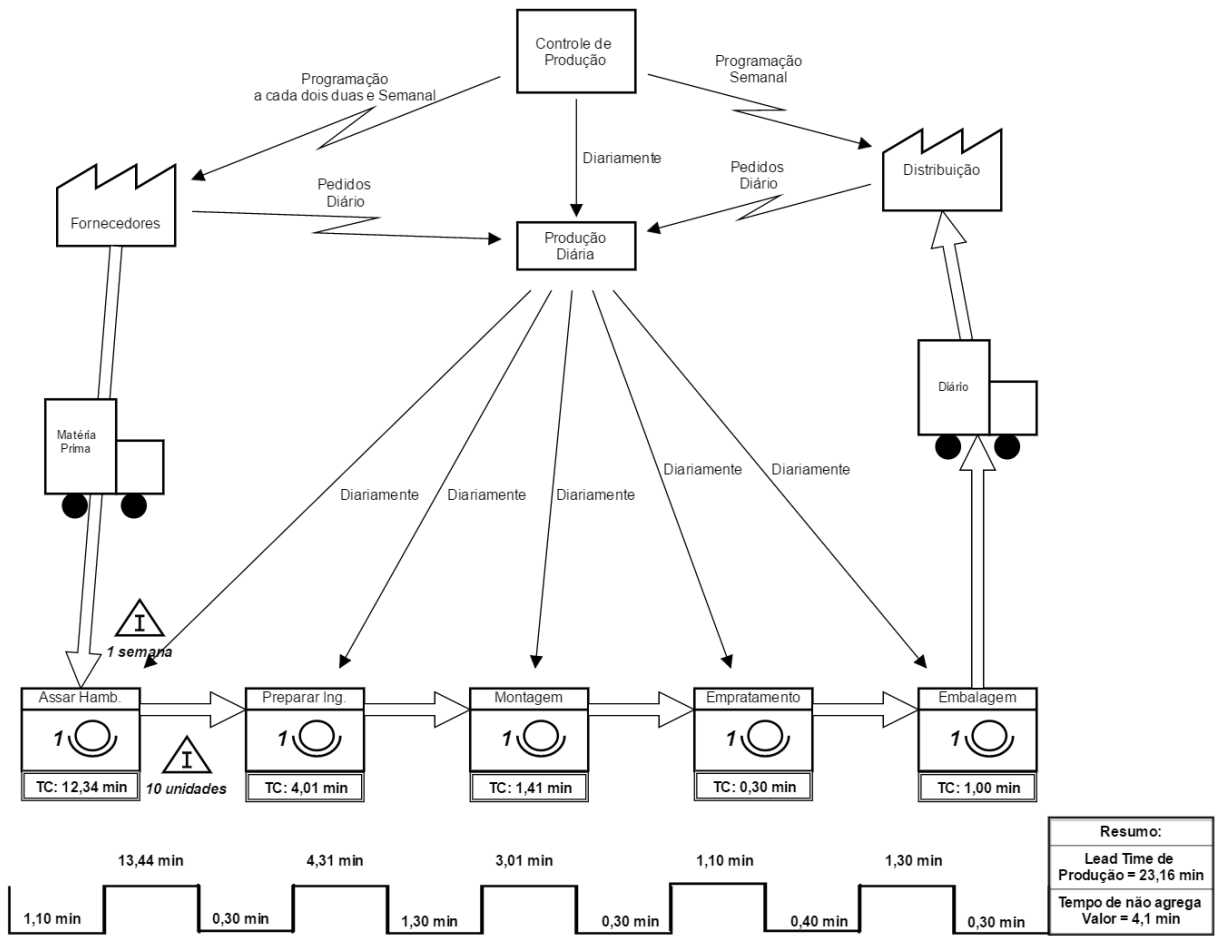 Controle de
Produção
Programação
a cada dois duas e Semanal
Programação
Semanal
Diariamente
Fornecedores
Pedidos
Diário
Pedidos
Diário
Distribuição
Produção
Diária
Matéria
Prima
Diário
Diariamente
Diariamente
Diariamente
Diariamente
Diariamente
I
1 semana
Assar Hamb.
1
TC: 12,34 min
I
10 unidades
Preparar Ing.
1
TC: 4,01 min
Montagem
1
TC: 1,41 min
Empratamento
1
TC: 0,30 min
Embalagem
1
TC: 1,00 min
13,44 min
4,31 min
3,01 min
1,10 min
1,30 min
1,10 min
0,30 min
1,30 min
0,30 min
0,40 min
0,30 min
Resumo:
Lead Time de
Produção = 23,16 min
Tempo de não agrega
Valor = 4,1 min